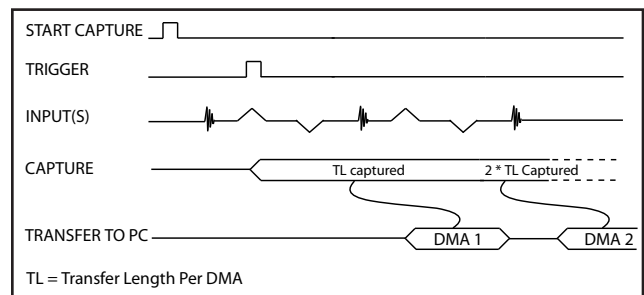 START CAPTURE
TRIGGER
INPUT(S)
CAPTURE
TL captured
2 * TL Captured
TRANSFER TO PC
DMA 1
DMA 2
TL = Transfer Length Per DMA